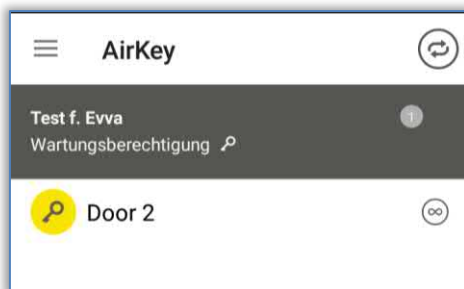 AirKey
Test f. Evva
1
Wartungsberechtigung
Door 2
∞